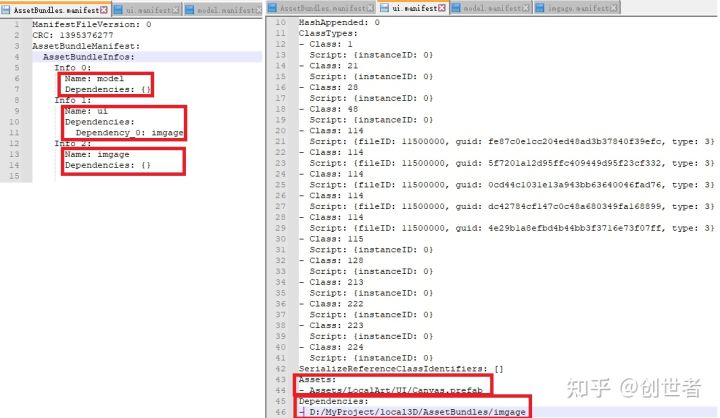 AssetBundles.manifest ui.manifest model.manifest
1 ManifestFileVersion: 0
2 CRC: 1395376277
3 AssetBundleManifest:
4 AssetBundleInfos:
5 Info 0:
6 Name: model
7 Dependencies: {}
8 Info 1:
9 Name: ui
10 Dependencies:
11 Dependency_0: imgage
12 Info 2:
13 Name: imgage
14 Dependencies: {}
15
AssetBundles.manifest ui.manifest model.manifest imgage.manifest
10 HashAppended: 0
11 ClassTypes:
12 - Class: 1
13 Script: {instanceID: 0}
14 - Class: 21
15 Script: {instanceID: 0}
16 - Class: 28
17 Script: {instanceID: 0}
18 - Class: 48
19 Script: {instanceID: 0}
20 - Class: 114
21 Script: {fileID: 11500000, guid: fe87c0e1cc204ed48ad3b37840f39efc, type: 3}
22 - Class: 114
23 Script: {fileID: 11500000, guid: 5f7201a12d95ffc409449d95f23cf332, type: 3}
24 - Class: 114
25 Script: {fileID: 11500000, guid: 0cd44c1031e13a943bb63640046fad76, type: 3}
26 - Class: 114
27 Script: {fileID: 11500000, guid: dc42784cf147c0c48a680349fa168899, type: 3}
28 - Class: 114
29 Script: {fileID: 11500000, guid: 4e29b1a8efbd4b44bb3f3716e73f07ff, type: 3}
30 - Class: 115
31 Script: {instanceID: 0}
32 - Class: 128
33 Script: {instanceID: 0}
34 - Class: 213
35 Script: {instanceID: 0}
36 - Class: 222
37 Script: {instanceID: 0}
38 - Class: 223
39 Script: {instanceID: 0}
40 - Class: 224
41 Script: {instanceID: 0}
42 SerializeReferenceClassIdentifiers: []
43 Assets:
44 - Assets/LocalArt/UI/Canvas.prefab
45 Dependencies:
46 - D:/MyProject/local3D/AssetBundles/imgage
知乎 @创世者